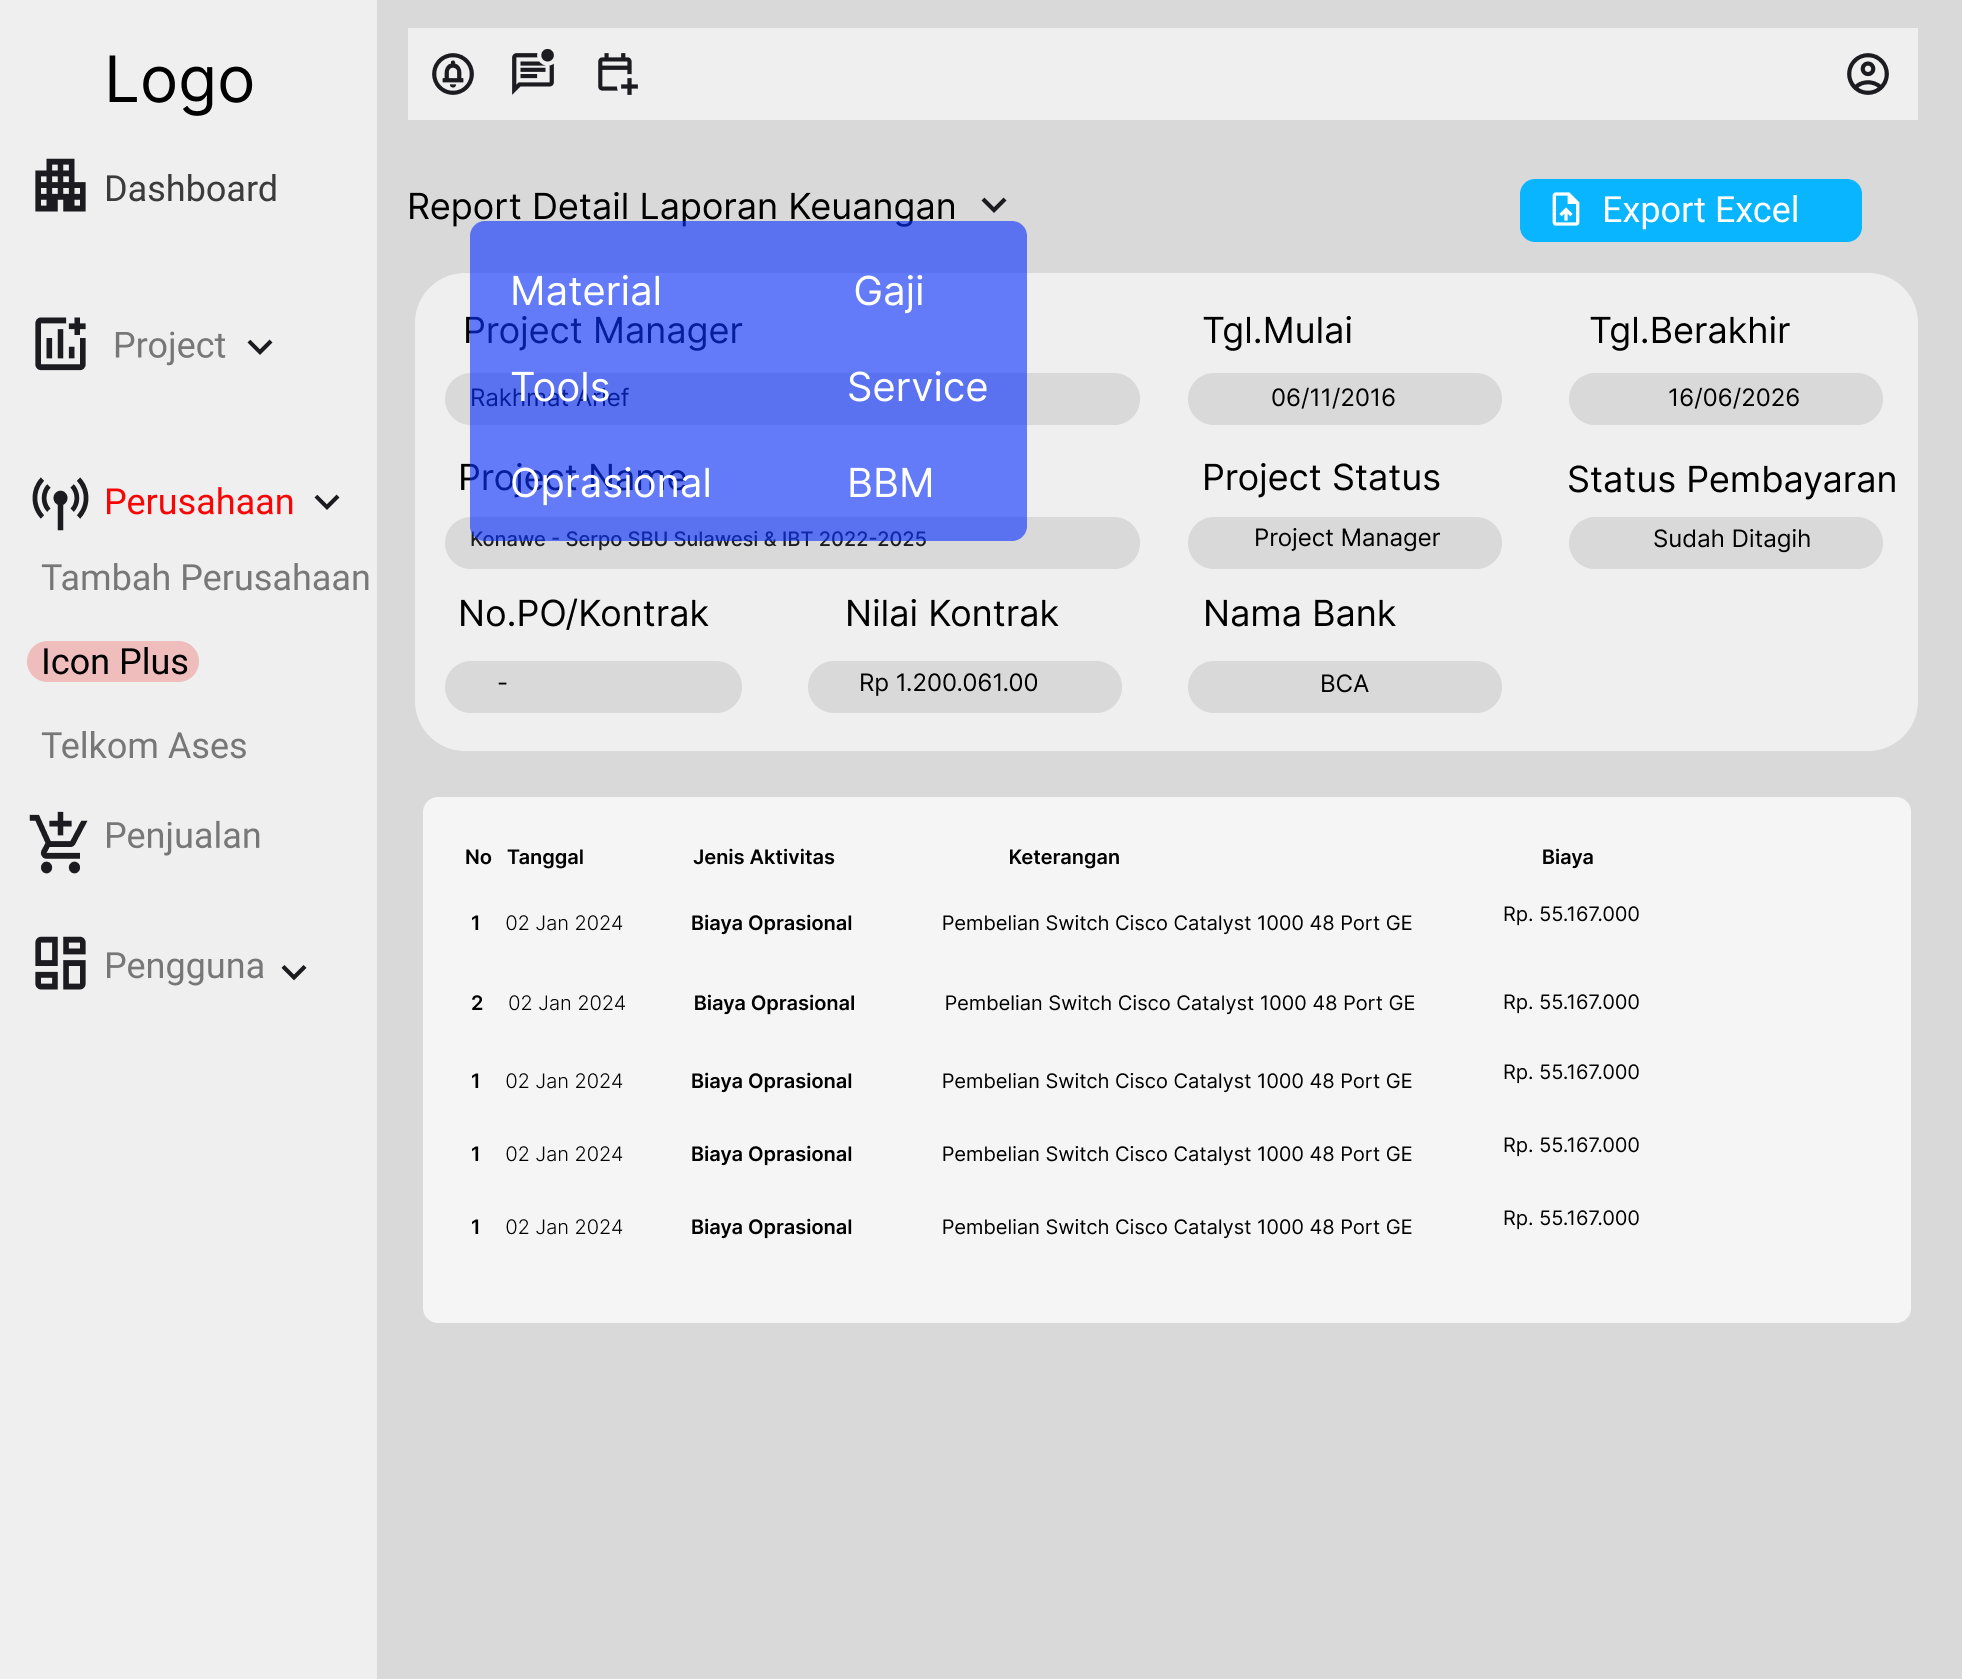 Logo
Dashboard
Project
Perusahaan
Tambah Perusahaan
Icon Plus
Telkom Ases
Penjualan
Pengguna
Report Detail Laporan Keuangan
Export Excel
Material Gaji
Tools Service
Oprasional BBM
Project Manager Tgl.Mulai Tgl.Berakhir
Rakhmat Arief 06/11/2016 16/06/2026
Project Name Project Status Status Pembayaran
Konawe - Serpo SBU Sulawesi & IBT 2022-2025 Project Manager Sudah Ditagih
No.PO/Kontrak Nilai Kontrak Nama Bank
- Rp 1.200.061.00 BCA
No Tanggal Jenis Aktivitas Keterangan Biaya
1 02 Jan 2024 Biaya Oprasional Pembelian Switch Cisco Catalyst 1000 48 Port GE Rp. 55.167.000
2 02 Jan 2024 Biaya Oprasional Pembelian Switch Cisco Catalyst 1000 48 Port GE Rp. 55.167.000
1 02 Jan 2024 Biaya Oprasional Pembelian Switch Cisco Catalyst 1000 48 Port GE Rp. 55.167.000
1 02 Jan 2024 Biaya Oprasional Pembelian Switch Cisco Catalyst 1000 48 Port GE Rp. 55.167.000
1 02 Jan 2024 Biaya Oprasional Pembelian Switch Cisco Catalyst 1000 48 Port GE Rp. 55.167.000